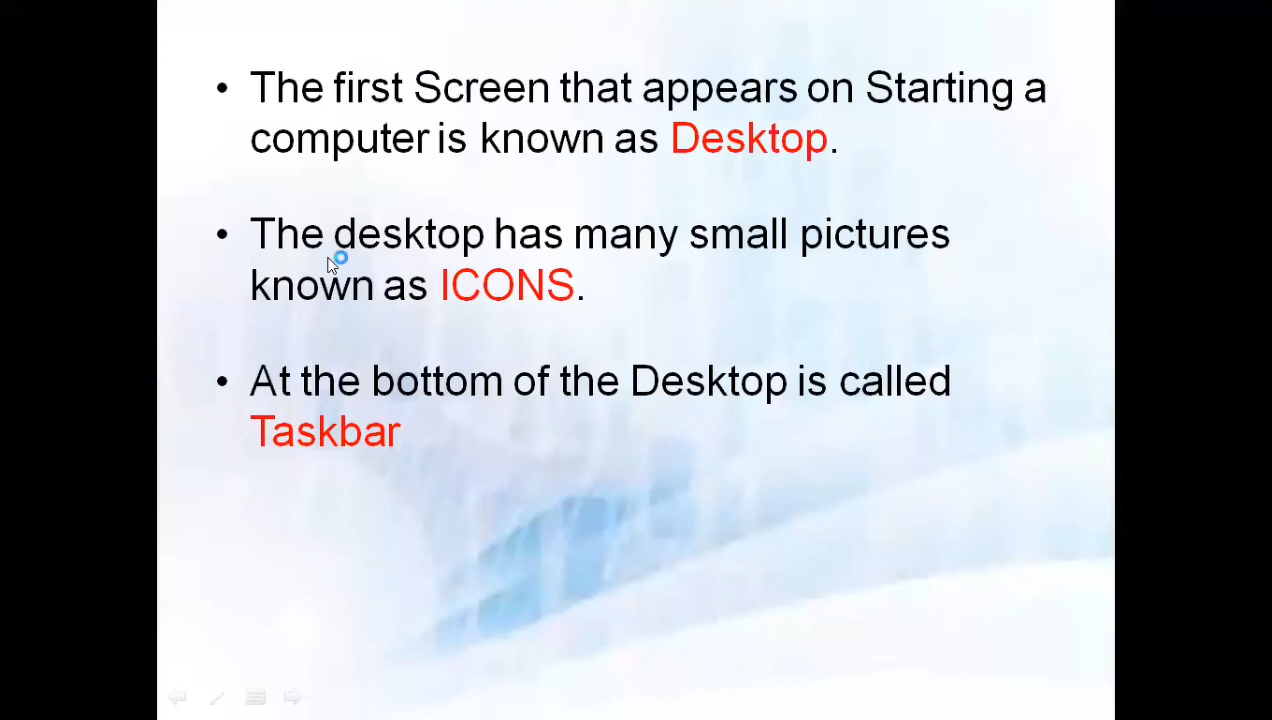 • The first Screen that appears on Starting a
computer is known as Desktop.
• The desktop has many small pictures
known as ICONS.
• At the bottom of the Desktop is called
Taskbar